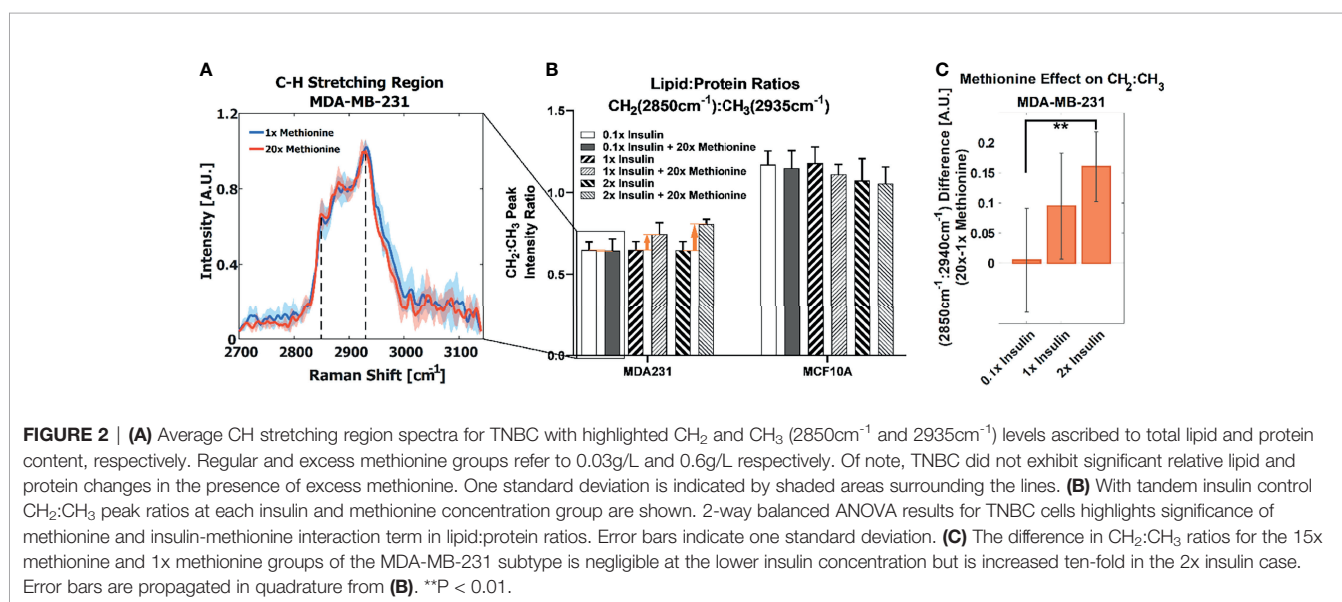 A
C-H Stretching Region
MDA-MB-231
1.2
1x Methionine
20x Methionine
0.8
0.4
0
Intensity [A.U.]
2700 2800 2900 3000 3100
Raman Shift [cm⁻¹]
B
Lipid:Protein Ratios
CH₂(2850cm⁻¹):CH₃(2935cm⁻¹)
1.5
1.0
0.5
0.0
CH₂:CH₃ Peak
Intensity Ratio
0.1x Insulin
0.1x Insulin + 20x Methionine
1x Insulin
1x Insulin + 20x Methionine
2x Insulin
2x Insulin + 20x Methionine
MDA231 MCF10A
C
Methionine Effect on CH₂:CH₃
MDA-MB-231
**
0.2
0.15
0.1
0.05
0
(2850cm⁻¹:2940cm⁻¹) Difference [A.U.]
(20x-1x Methionine)
0.1x Insulin
1x Insulin
2x Insulin
FIGURE 2 | (A) Average CH stretching region spectra for TNBC with highlighted CH₂ and CH₃ (2850cm⁻¹ and 2935cm⁻¹) levels ascribed to total lipid and protein
content, respectively. Regular and excess methionine groups refer to 0.03g/L and 0.6g/L respectively. Of note, TNBC did not exhibit significant relative lipid and
protein changes in the presence of excess methionine. One standard deviation is indicated by shaded areas surrounding the lines. (B) With tandem insulin control
CH₂:CH₃ peak ratios at each insulin and methionine concentration group are shown. 2-way balanced ANOVA results for TNBC cells highlights significance of
methionine and insulin-methionine interaction term in lipid:protein ratios. Error bars indicate one standard deviation. (C) The difference in CH₂:CH₃ ratios for the 15x
methionine and 1x methionine groups of the MDA-MB-231 subtype is negligible at the lower insulin concentration but is increased ten-fold in the 2x insulin case.
Error bars are propagated in quadrature from (B). **P < 0.01.